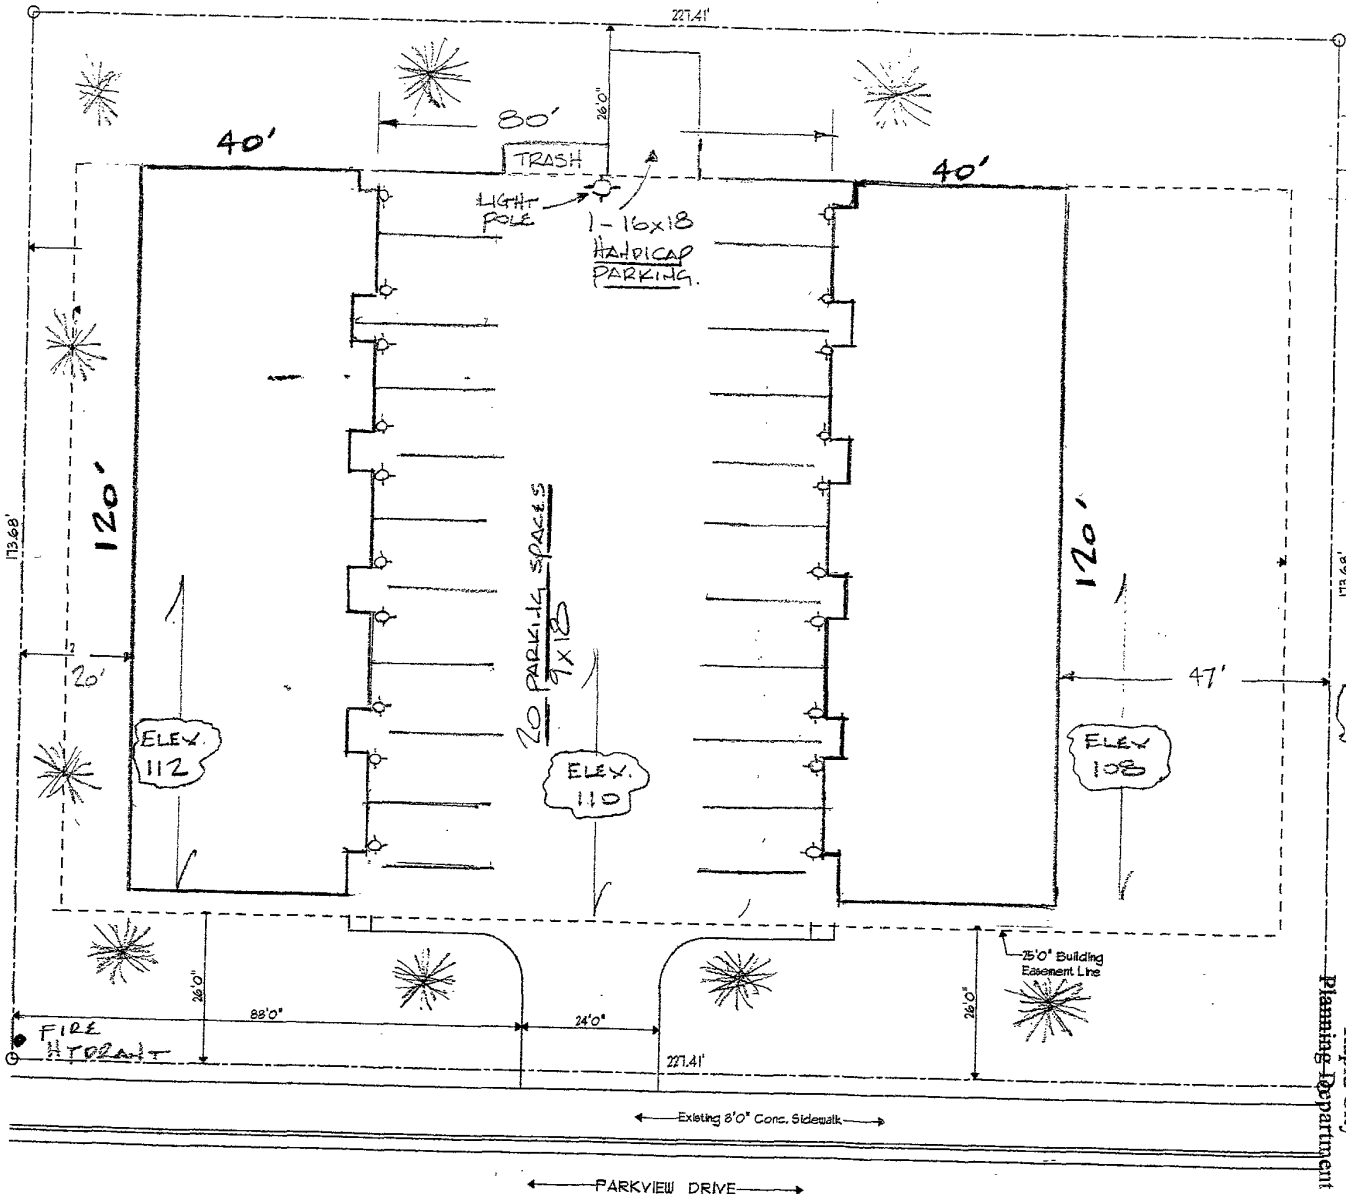 227.41'
26'0"
80'
40'
TRASH
40'
LIGHT
POLE
1-16x18
HANDICAP
PARKING.
120'
20 PARKING SPACES
9x18
120'
173.68'
173.68'
20'
47'
ELEV.
112
ELEV.
110
ELEV
108
25'0" Building
Easement Line
26'0"
88'0"
24'0"
26'0"
FIRE
HYDRANT
227.41'
Existing 8'0" Conc. Sidewalk
PARKVIEW DRIVE
Planning Department